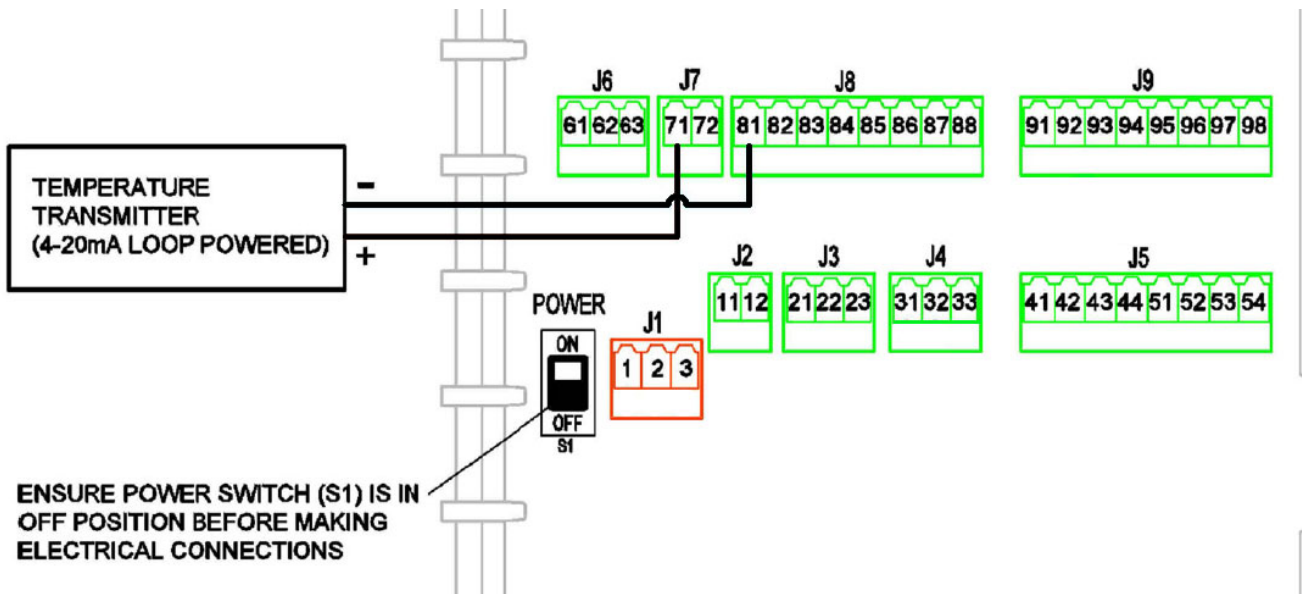 J6 J7 J8 J9
61 62 63 71 72 81 82 83 84 85 86 87 88 91 92 93 94 95 96 97 98
TEMPERATURE
TRANSMITTER
(4-20mA LOOP POWERED)
-
+
J2 J3 J4 J5
11 12 21 22 23 31 32 33 41 42 43 44 51 52 53 54
POWER
ON
OFF
S1
J1
1 2 3
ENSURE POWER SWITCH (S1) IS IN
OFF POSITION BEFORE MAKING
ELECTRICAL CONNECTIONS